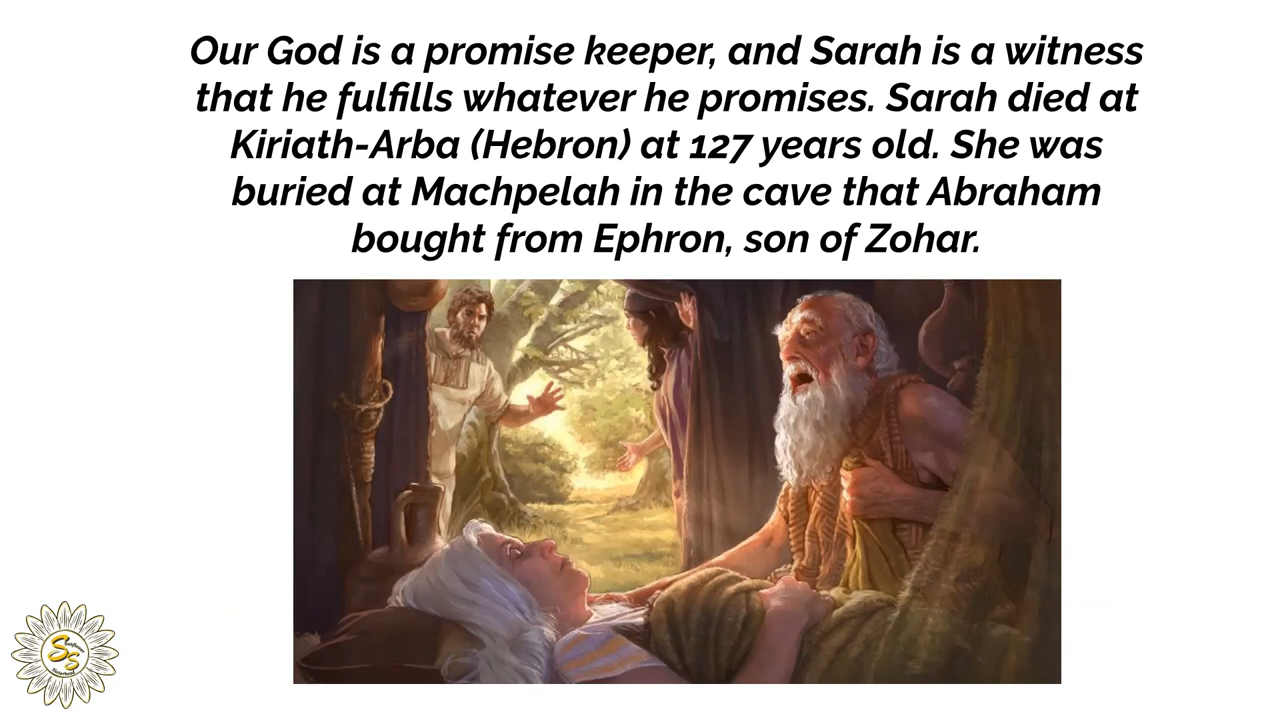 Our God is a promise keeper, and Sarah is a witness
that he fulfills whatever he promises. Sarah died at
Kiriath-Arba (Hebron) at 127 years old. She was
buried at Machpelah in the cave that Abraham
bought from Ephron, son of Zohar.
SS